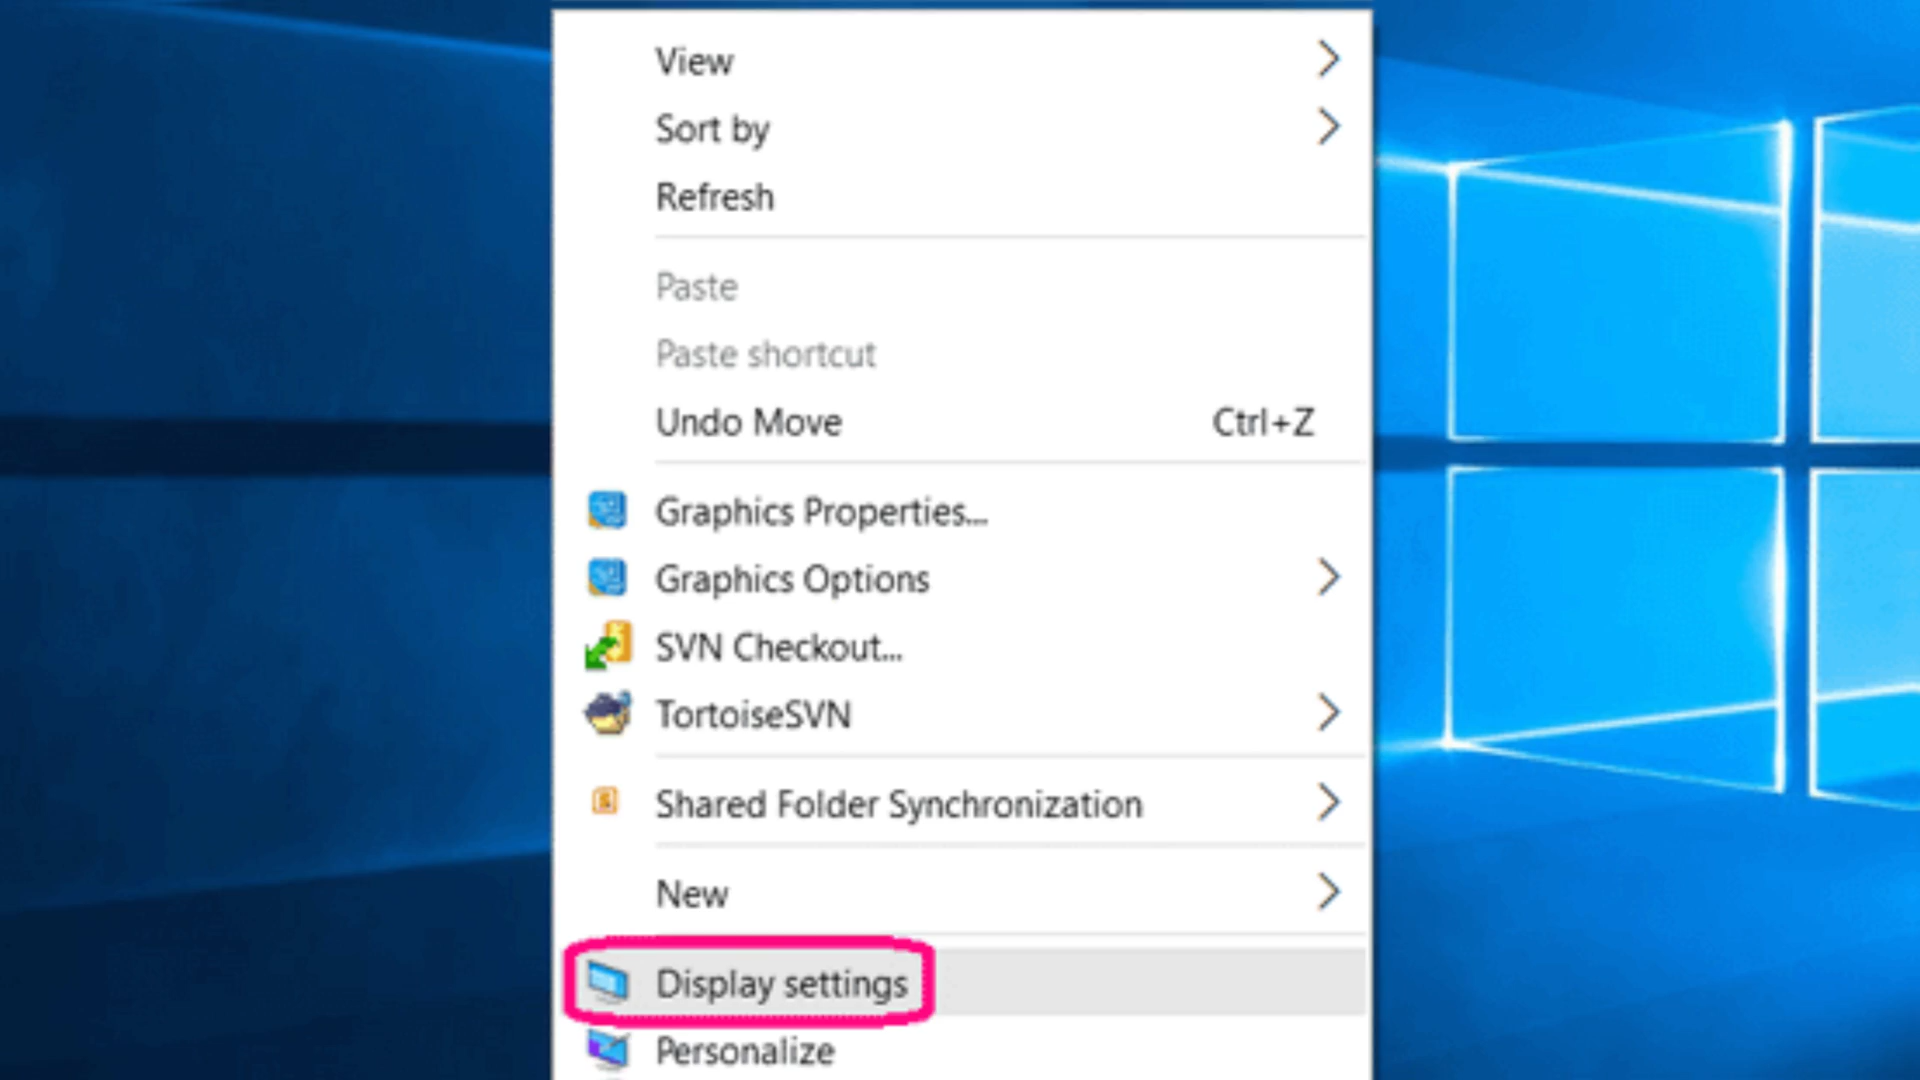 View
Sort by
Refresh
Paste
Paste shortcut
Undo Move Ctrl+Z
Graphics Properties...
Graphics Options
SVN Checkout...
TortoiseSVN
Shared Folder Synchronization
New
Display settings
Personalize